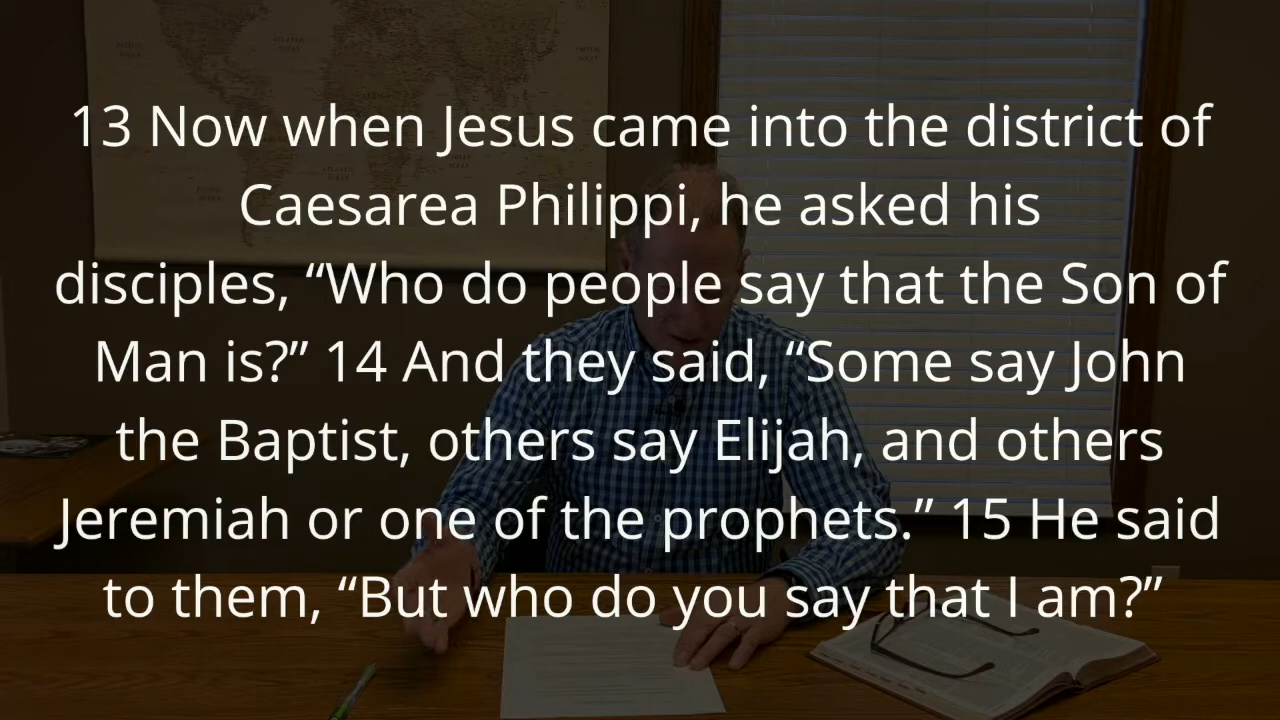 13 Now when Jesus came into the district of
Caesarea Philippi, he asked his
disciples, “Who do people say that the Son of
Man is?” 14 And they said, “Some say John
the Baptist, others say Elijah, and others
Jeremiah or one of the prophets.” 15 He said
to them, “But who do you say that I am?”